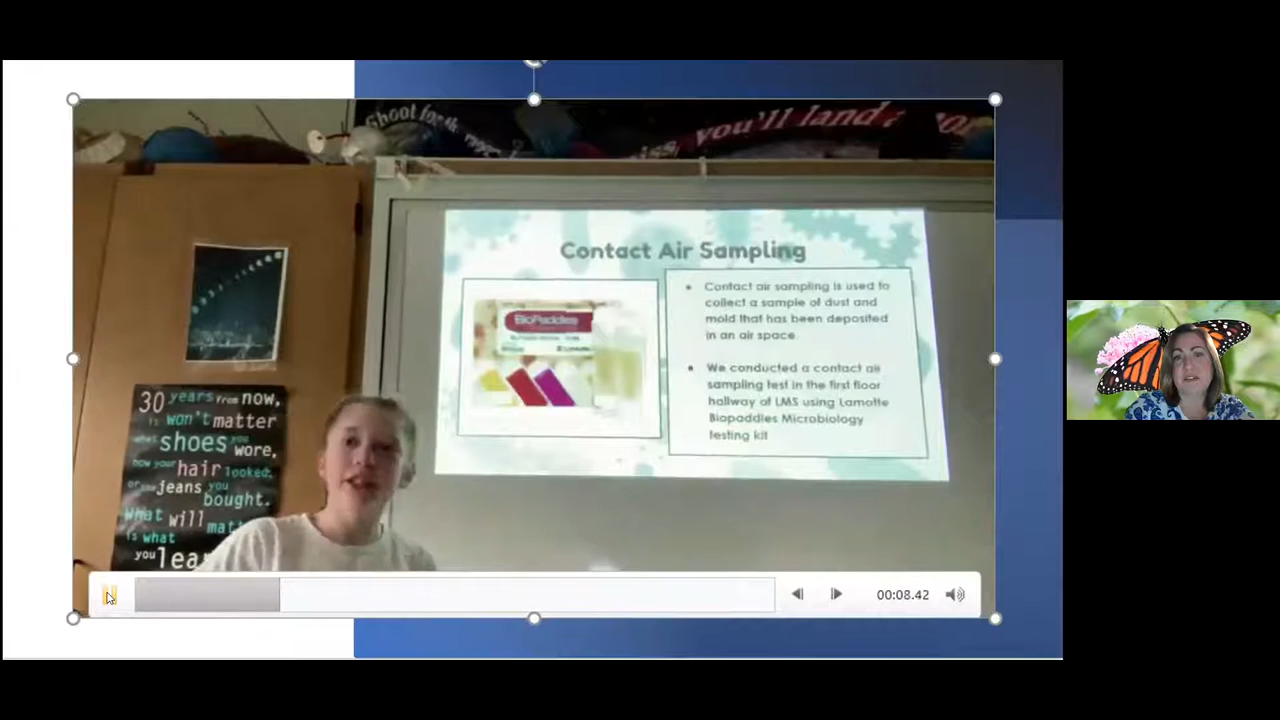 Shoot for the
you'll land
Contact Air Sampling
BioPaddles
• Contact air sampling is used to
collect a sample of dust and
mold that has been deposited
in an air space.
• We conducted a contact air
sampling test in the first floor
hallway of LMS using Lamotte
Biopaddles Microbiology
testing kit
30 years from now,
it won't matter
what shoes you
wore,
how your hair looked,
or the jeans you
bought.
What will
is what
you
00:08.42